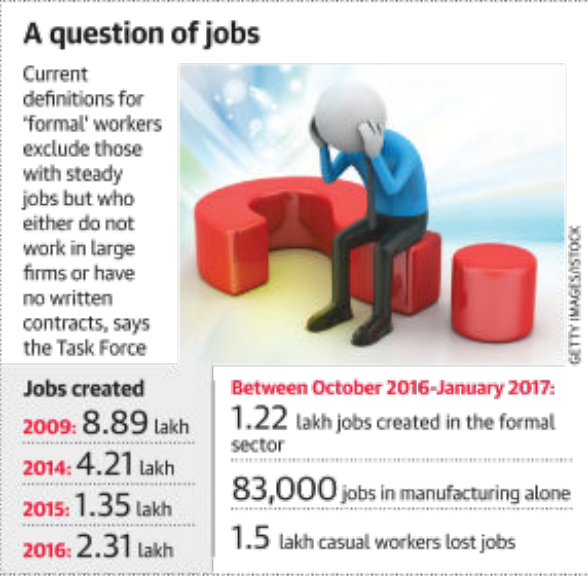 A question of jobs
Current
definitions for
'formal' workers
exclude those
with steady
jobs but who
either do not
work in large
firms or have
no written
contracts, says
the Task Force
GETTY IMAGES/ISTOCK
Jobs created
2009: 8.89 lakh
2014: 4.21 lakh
2015: 1.35 lakh
2016: 2.31 lakh
Between October 2016-January 2017:
1.22 lakh jobs created in the formal
sector
83,000 jobs in manufacturing alone
1.5 lakh casual workers lost jobs